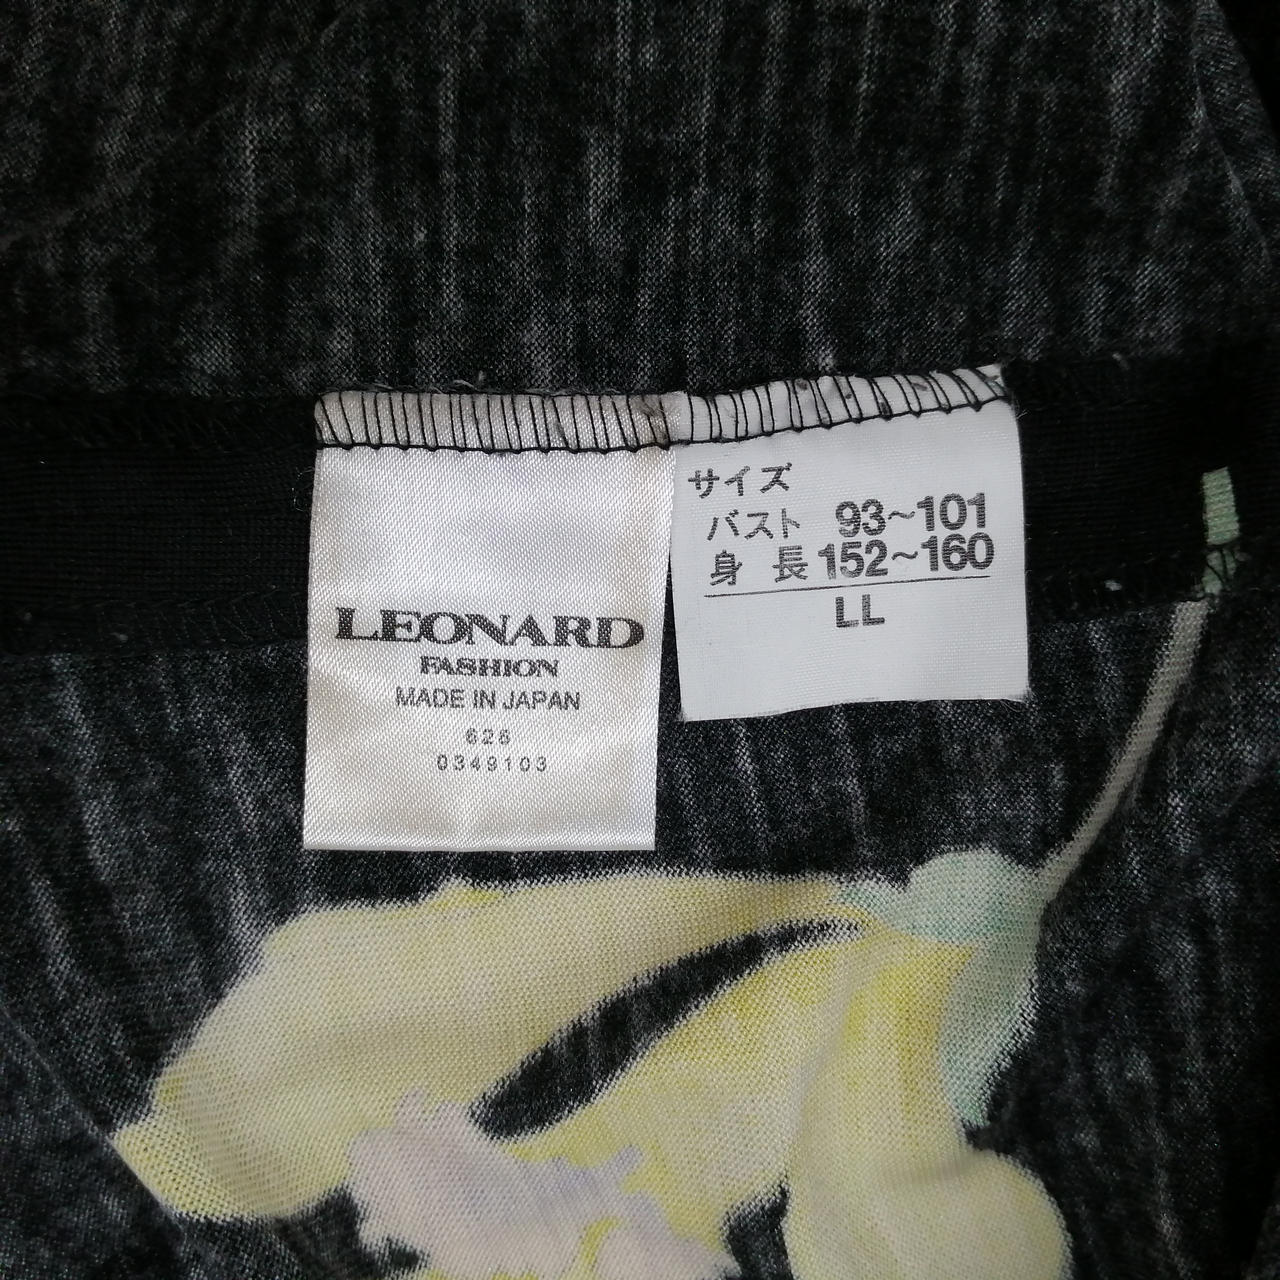 LEONARD
FASHION
MADE IN JAPAN
625
0349103
サイズ
バスト 93~101
身長 152~160
LL